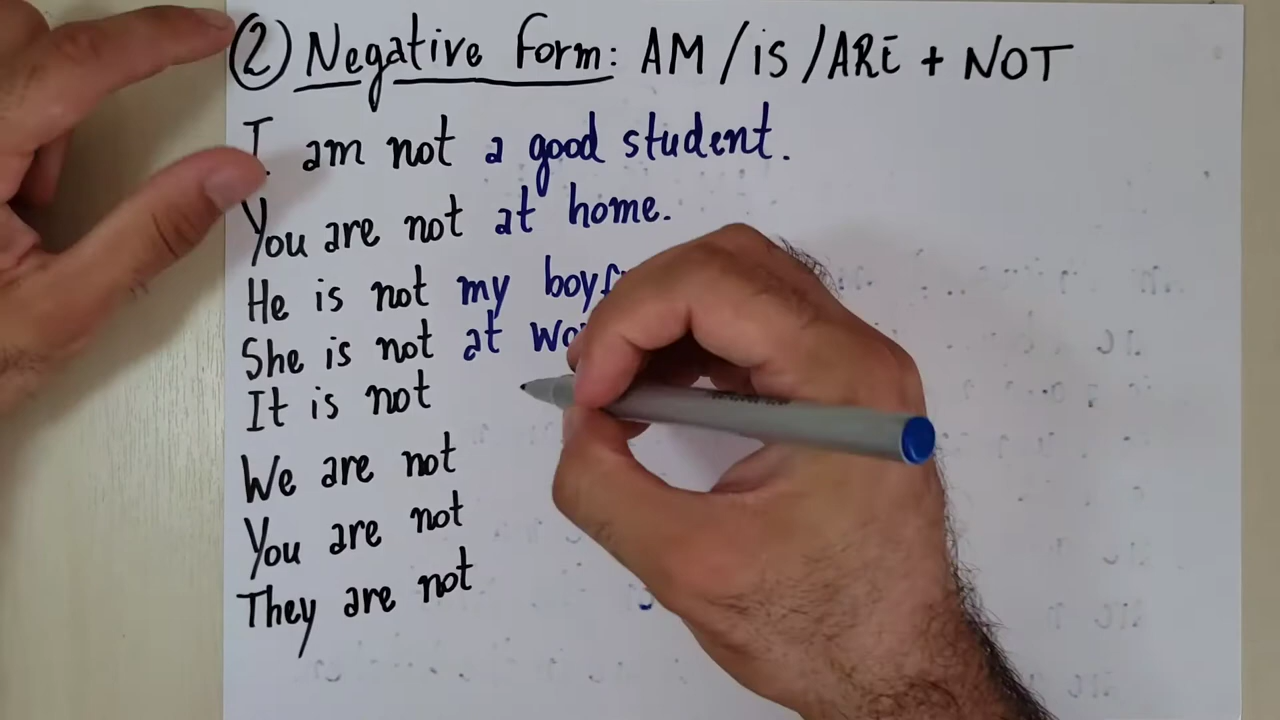 ② Negative form: AM / iS / ARE + NOT
I am not a good student.
You are not at home.
He is not my
She is not at
It is not
We are not
You are not
They are not